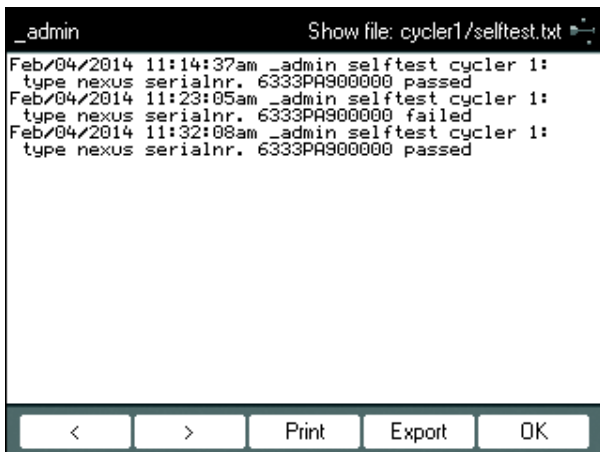 _admin
Show file: cycler1/selftest.txt
Feb/04/2014 11:14:37am _admin selftest cycler 1:
type nexus serialnr. 6333PA900000 passed
Feb/04/2014 11:23:05am _admin selftest cycler 1:
type nexus serialnr. 6333PA900000 failed
Feb/04/2014 11:32:08am _admin selftest cycler 1:
type nexus serialnr. 6333PA900000 passed
< > Print Export OK